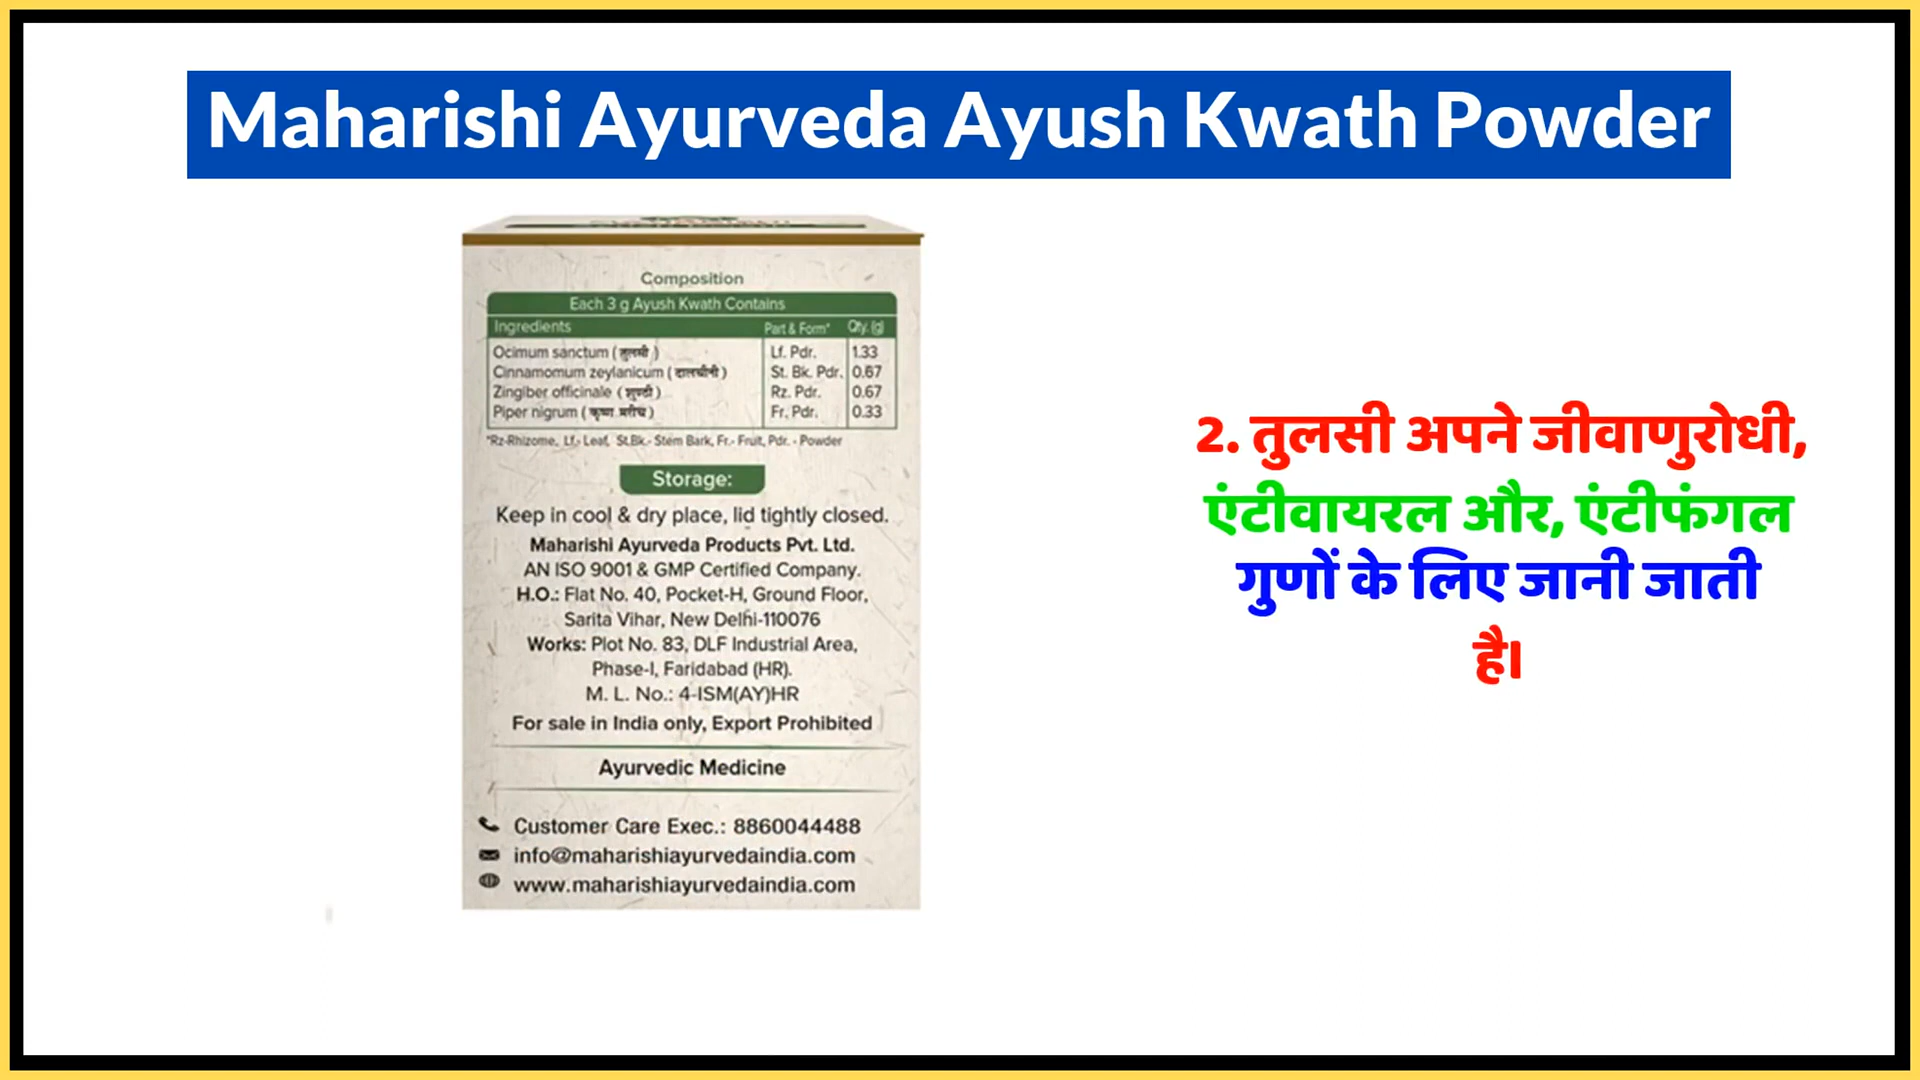 Maharishi Ayurveda Ayush Kwath Powder
Composition
Each 3 g Ayush Kwath Contains
Ingredients Part & Form* Qty. (g)
Ocimum sanctum (तुलसी) Lf. Pdr. 1.33
Cinnamomum zeylanicum (दालचीनी) St. Bk. Pdr. 0.67
Zingiber officinale (शुण्ठी) Rz. Pdr. 0.67
Piper nigrum (कृष्ण मरीच) Fr. Pdr. 0.33
*Rz-Rhizome, Lf.- Leaf, St.Bk.- Stem Bark, Fr.- Fruit, Pdr. - Powder
Storage:
Keep in cool & dry place, lid tightly closed.
Maharishi Ayurveda Products Pvt. Ltd.
AN ISO 9001 & GMP Certified Company.
H.O.: Flat No. 40, Pocket-H, Ground Floor,
Sarita Vihar, New Delhi-110076
Works: Plot No. 83, DLF Industrial Area,
Phase-I, Faridabad (HR).
M. L. No.: 4-ISM(AY)HR
For sale in India only, Export Prohibited
Ayurvedic Medicine
Customer Care Exec.: 8860044488
info@maharishiayurvedaindia.com
www.maharishiayurvedaindia.com
2. तुलसी अपने जीवाणुरोधी,
एंटीवायरल और, एंटीफंगल
गुणों के लिए जानी जाती
है।